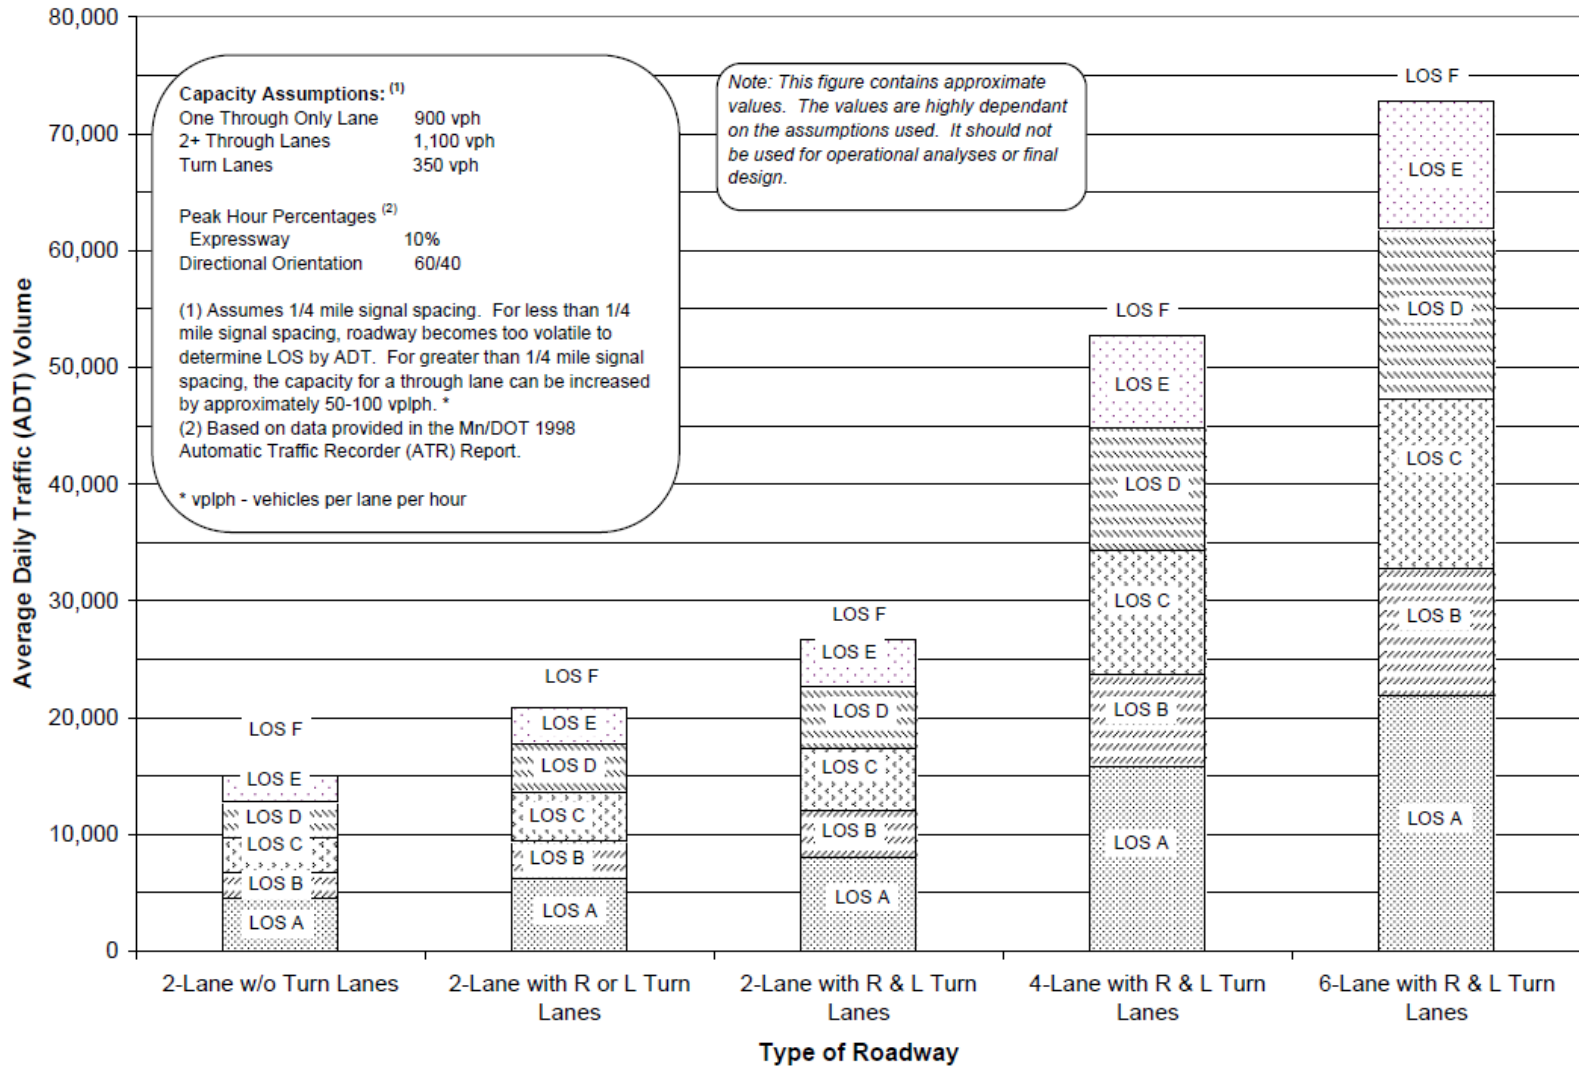 80,000
70,000
60,000
50,000
40,000
30,000
20,000
10,000
0
Average Daily Traffic (ADT) Volume
Capacity Assumptions: (1)
One Through Only Lane 900 vph
2+ Through Lanes 1,100 vph
Turn Lanes 350 vph
Peak Hour Percentages (2)
Expressway 10%
Directional Orientation 60/40
(1) Assumes 1/4 mile signal spacing. For less than 1/4
mile signal spacing, roadway becomes too volatile to
determine LOS by ADT. For greater than 1/4 mile signal
spacing, the capacity for a through lane can be increased
by approximately 50-100 vplph. *
(2) Based on data provided in the Mn/DOT 1998
Automatic Traffic Recorder (ATR) Report.
* vplph - vehicles per lane per hour
Note: This figure contains approximate
values. The values are highly dependant
on the assumptions used. It should not
be used for operational analyses or final
design.
LOS F
LOS E
LOS D
LOS C
LOS B
LOS A
LOS F
LOS E
LOS D
LOS C
LOS B
LOS A
LOS F
LOS E
LOS D
LOS C
LOS B
LOS A
LOS F
LOS E
LOS D
LOS C
LOS B
LOS A
LOS F
LOS E
LOS D
LOS C
LOS B
LOS A
2-Lane w/o Turn Lanes
2-Lane with R or L Turn
Lanes
2-Lane with R & L Turn
Lanes
4-Lane with R & L Turn
Lanes
6-Lane with R & L Turn
Lanes
Type of Roadway